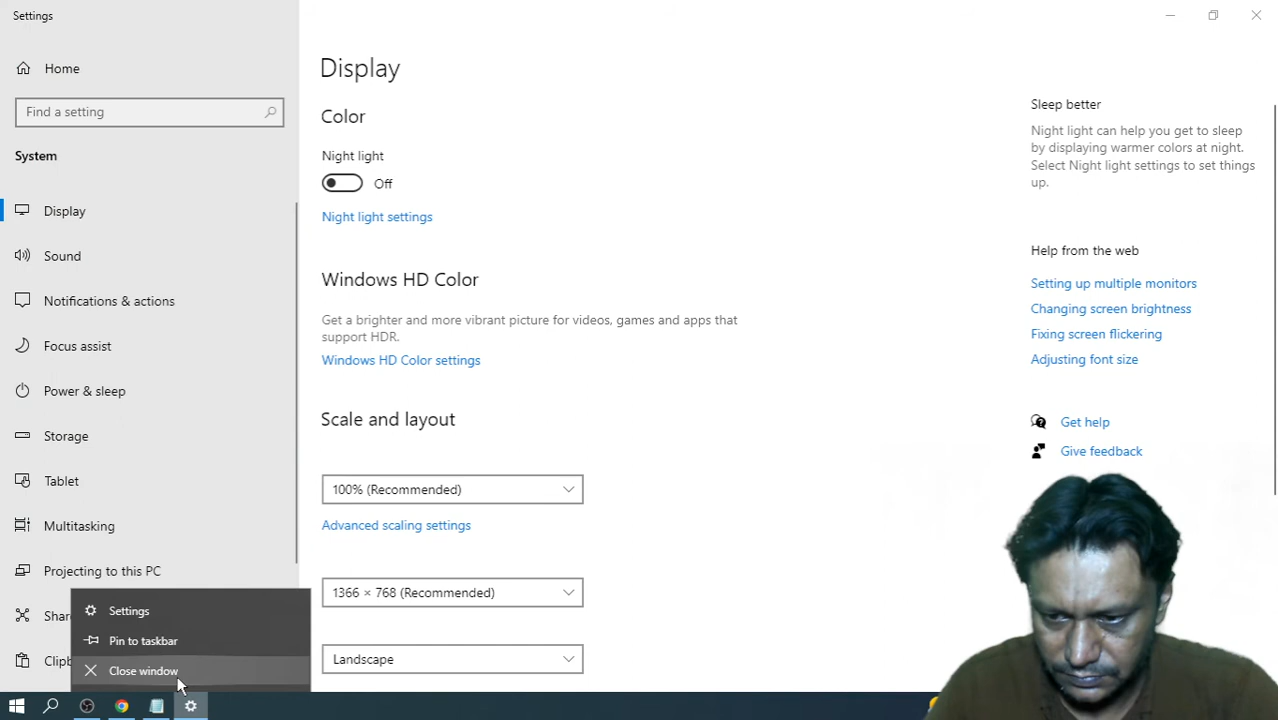 Settings
Home
Find a setting
System
Display
Sound
Notifications & actions
Focus assist
Power & sleep
Storage
Tablet
Multitasking
Projecting to this PC
Settings
Pin to taskbar
Close window
Display
Color
Night light
Off
Night light settings
Windows HD Color
Get a brighter and more vibrant picture for videos, games and apps that
support HDR.
Windows HD Color settings
Scale and layout
100% (Recommended)
Advanced scaling settings
1366 × 768 (Recommended)
Landscape
Sleep better
Night light can help you get to sleep
by displaying warmer colors at night.
Select Night light settings to set things
up.
Help from the web
Setting up multiple monitors
Changing screen brightness
Fixing screen flickering
Adjusting font size
Get help
Give feedback